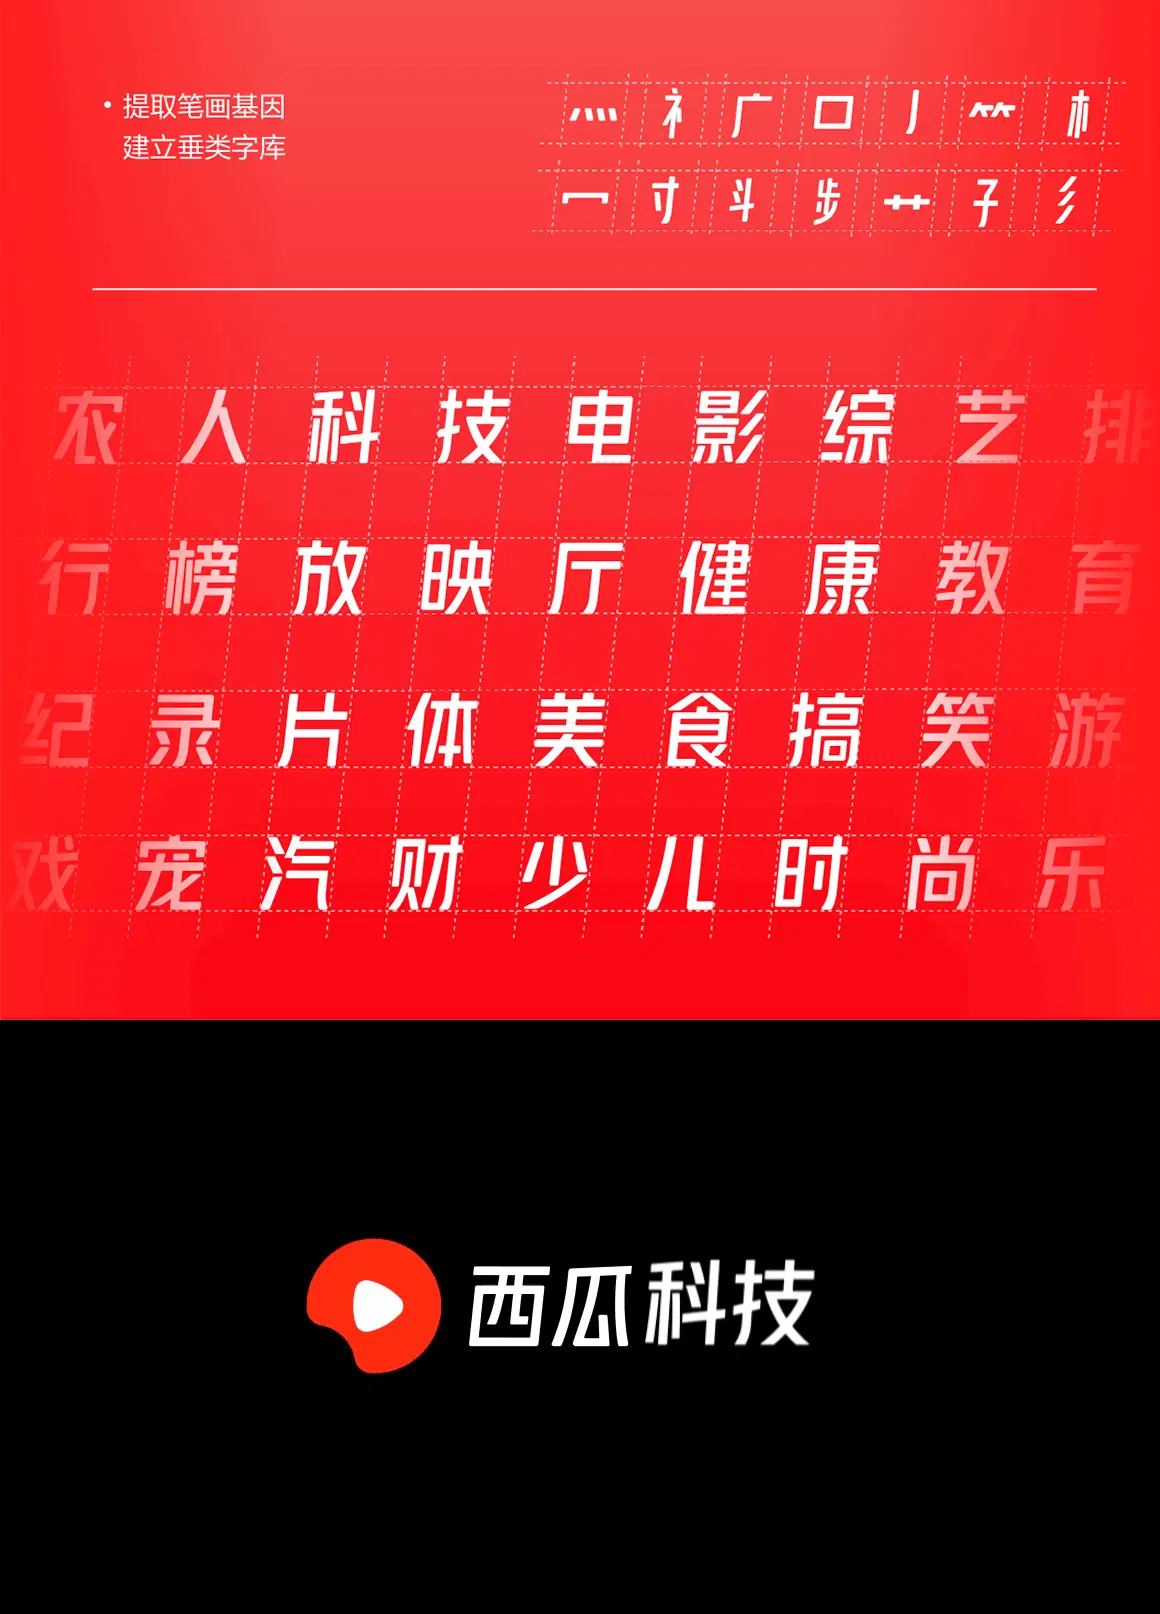 提取笔画基因
建立垂类字库
灬 礻 广 口 丿 𥫗 木
冖 寸 斗 步 艹 子 彡
农人科技电影综艺排
行榜放映厅健康教育
纪录片体美食搞笑游
戏宠汽财少儿时尚乐
西瓜科技